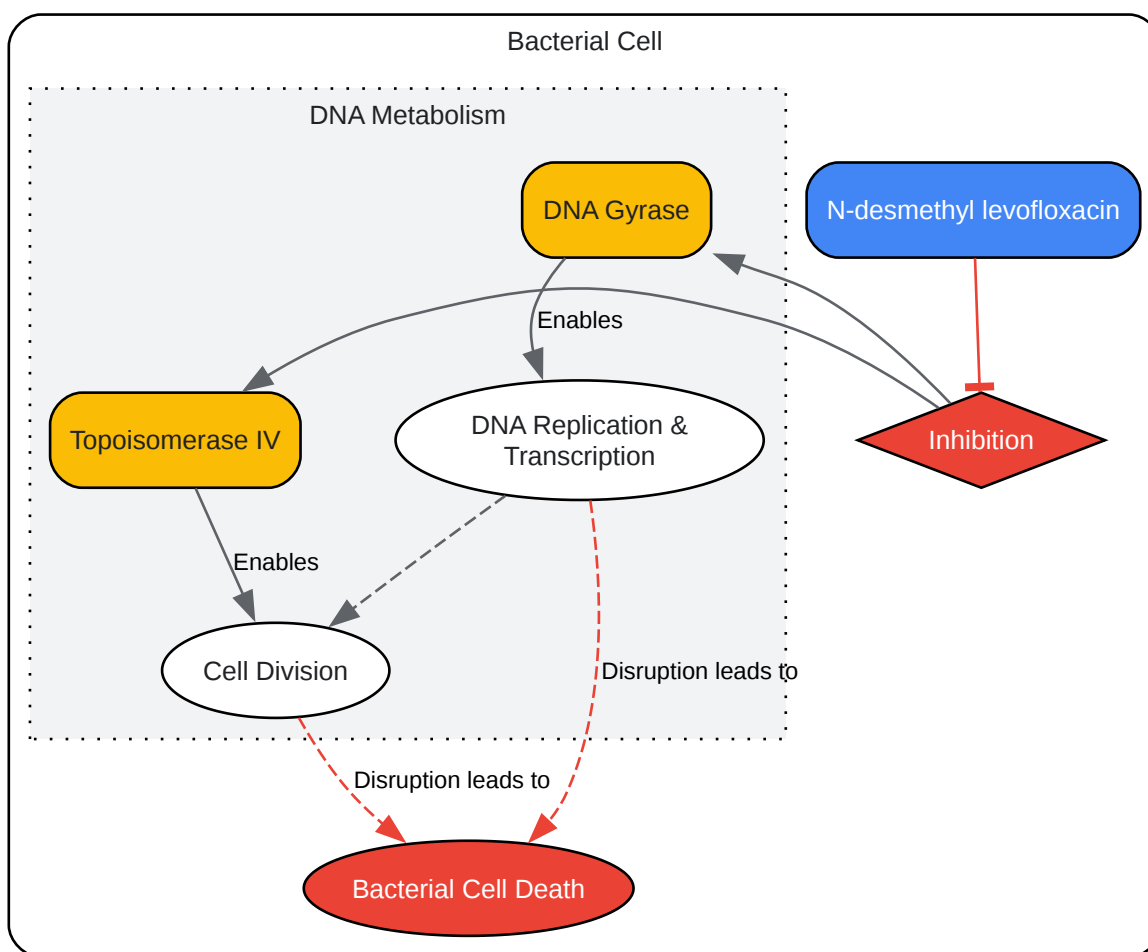 Bacterial Cell
DNA Metabolism
DNA Gyrase
N-desmethyl levofloxacin
Enables
Topoisomerase IV
DNA Replication &
Transcription
Inhibition
Enables
Cell Division
Disruption leads to
Disruption leads to
Bacterial Cell Death